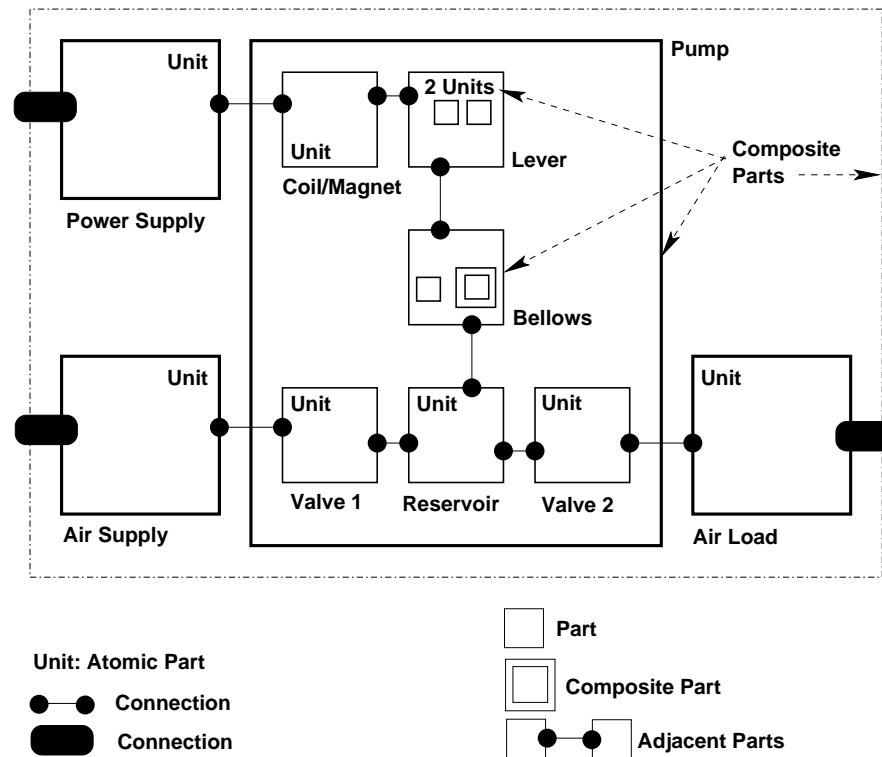 Unit
Pump
2 Units
Unit
Lever
Coil/Magnet
Composite
Parts
Power Supply
Bellows
Unit
Unit
Unit
Unit
Unit
Valve 1
Reservoir
Valve 2
Air Supply
Air Load
Part
Unit: Atomic Part
Composite Part
Connection
Connection
Adjacent Parts